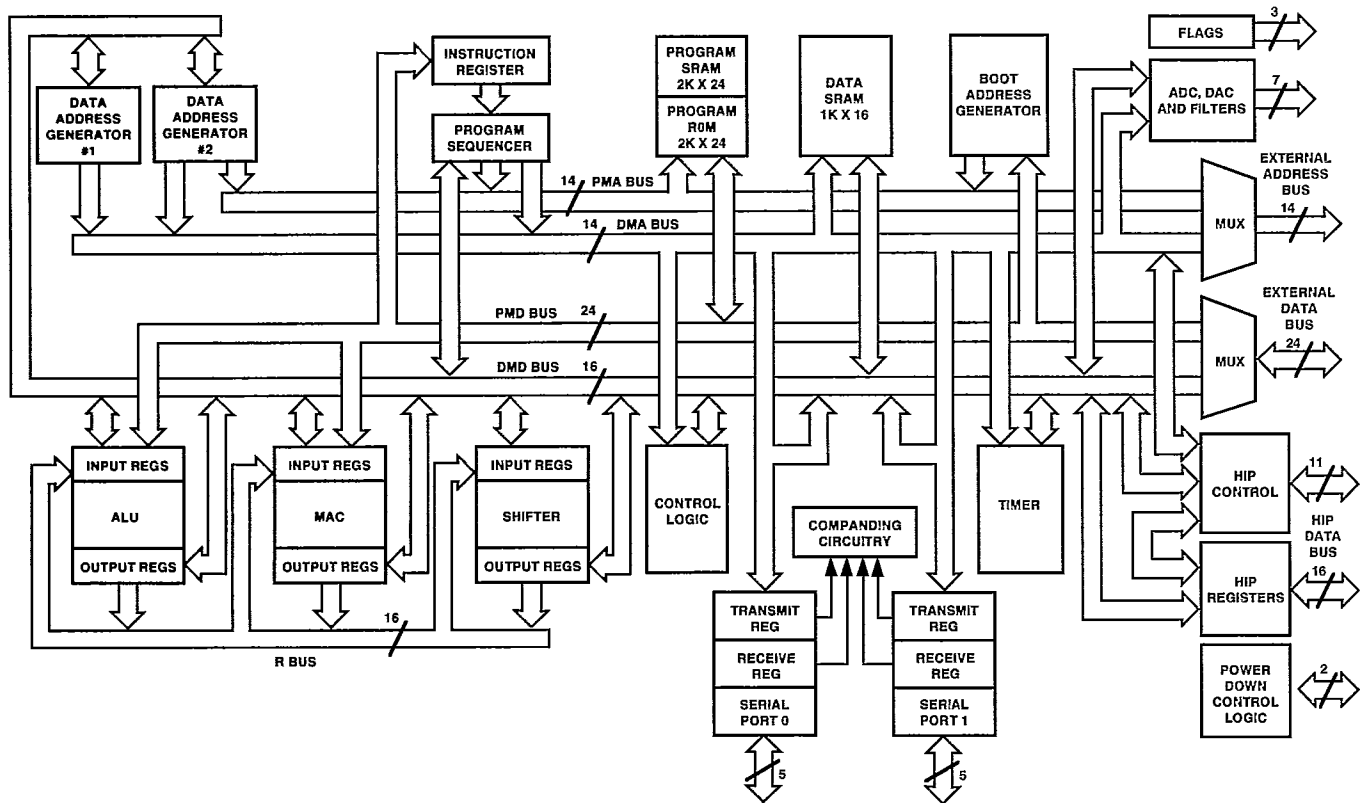 3
FLAGS
INSTRUCTION
REGISTER
PROGRAM
SRAM
2K X 24
PROGRAM
ROM
2K X 24
DATA
SRAM
1K X 16
BOOT
ADDRESS
GENERATOR
7
ADC, DAC
AND FILTERS
DATA
ADDRESS
GENERATOR
#1
DATA
ADDRESS
GENERATOR
#2
PROGRAM
SEQUENCER
EXTERNAL
ADDRESS
BUS
14
MUX
14 PMA BUS
14 DMA BUS
EXTERNAL
DATA
BUS
24
MUX
PMD BUS 24
DMD BUS 16
INPUT REGS
ALU
OUTPUT REGS
INPUT REGS
MAC
OUTPUT REGS
INPUT REGS
SHIFTER
OUTPUT REGS
CONTROL
LOGIC
COMPANDING
CIRCUITRY
TIMER
HIP
CONTROL
11
HIP
DATA
BUS
16
HIP
REGISTERS
16
R BUS
TRANSMIT
REG
RECEIVE
REG
SERIAL
PORT 0
5
TRANSMIT
REG
RECEIVE
REG
SERIAL
PORT 1
5
POWER
DOWN
CONTROL
LOGIC
2